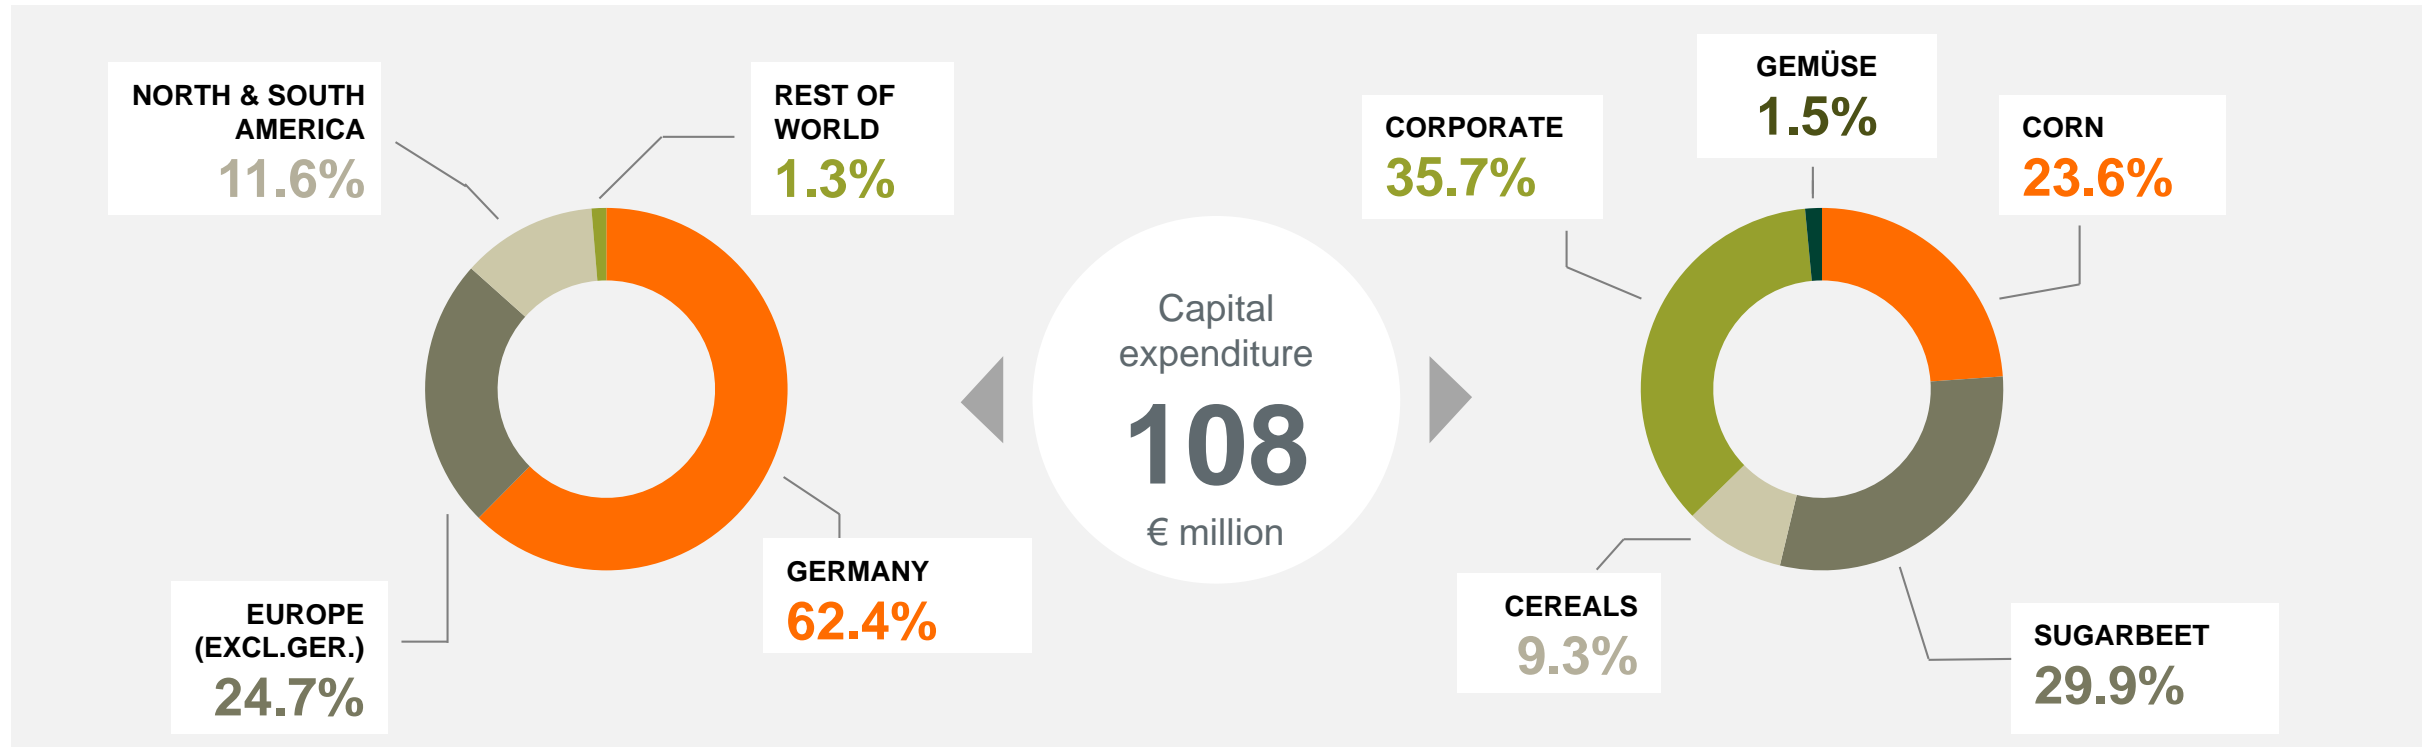 NORTH & SOUTH
AMERICA
11.6%
REST OF
WORLD
1.3%
EUROPE
(EXCL.GER.)
24.7%
GERMANY
62.4%
Capital
expenditure
108
€ million
CORPORATE
35.7%
GEMÜSE
1.5%
CORN
23.6%
CEREALS
9.3%
SUGARBEET
29.9%